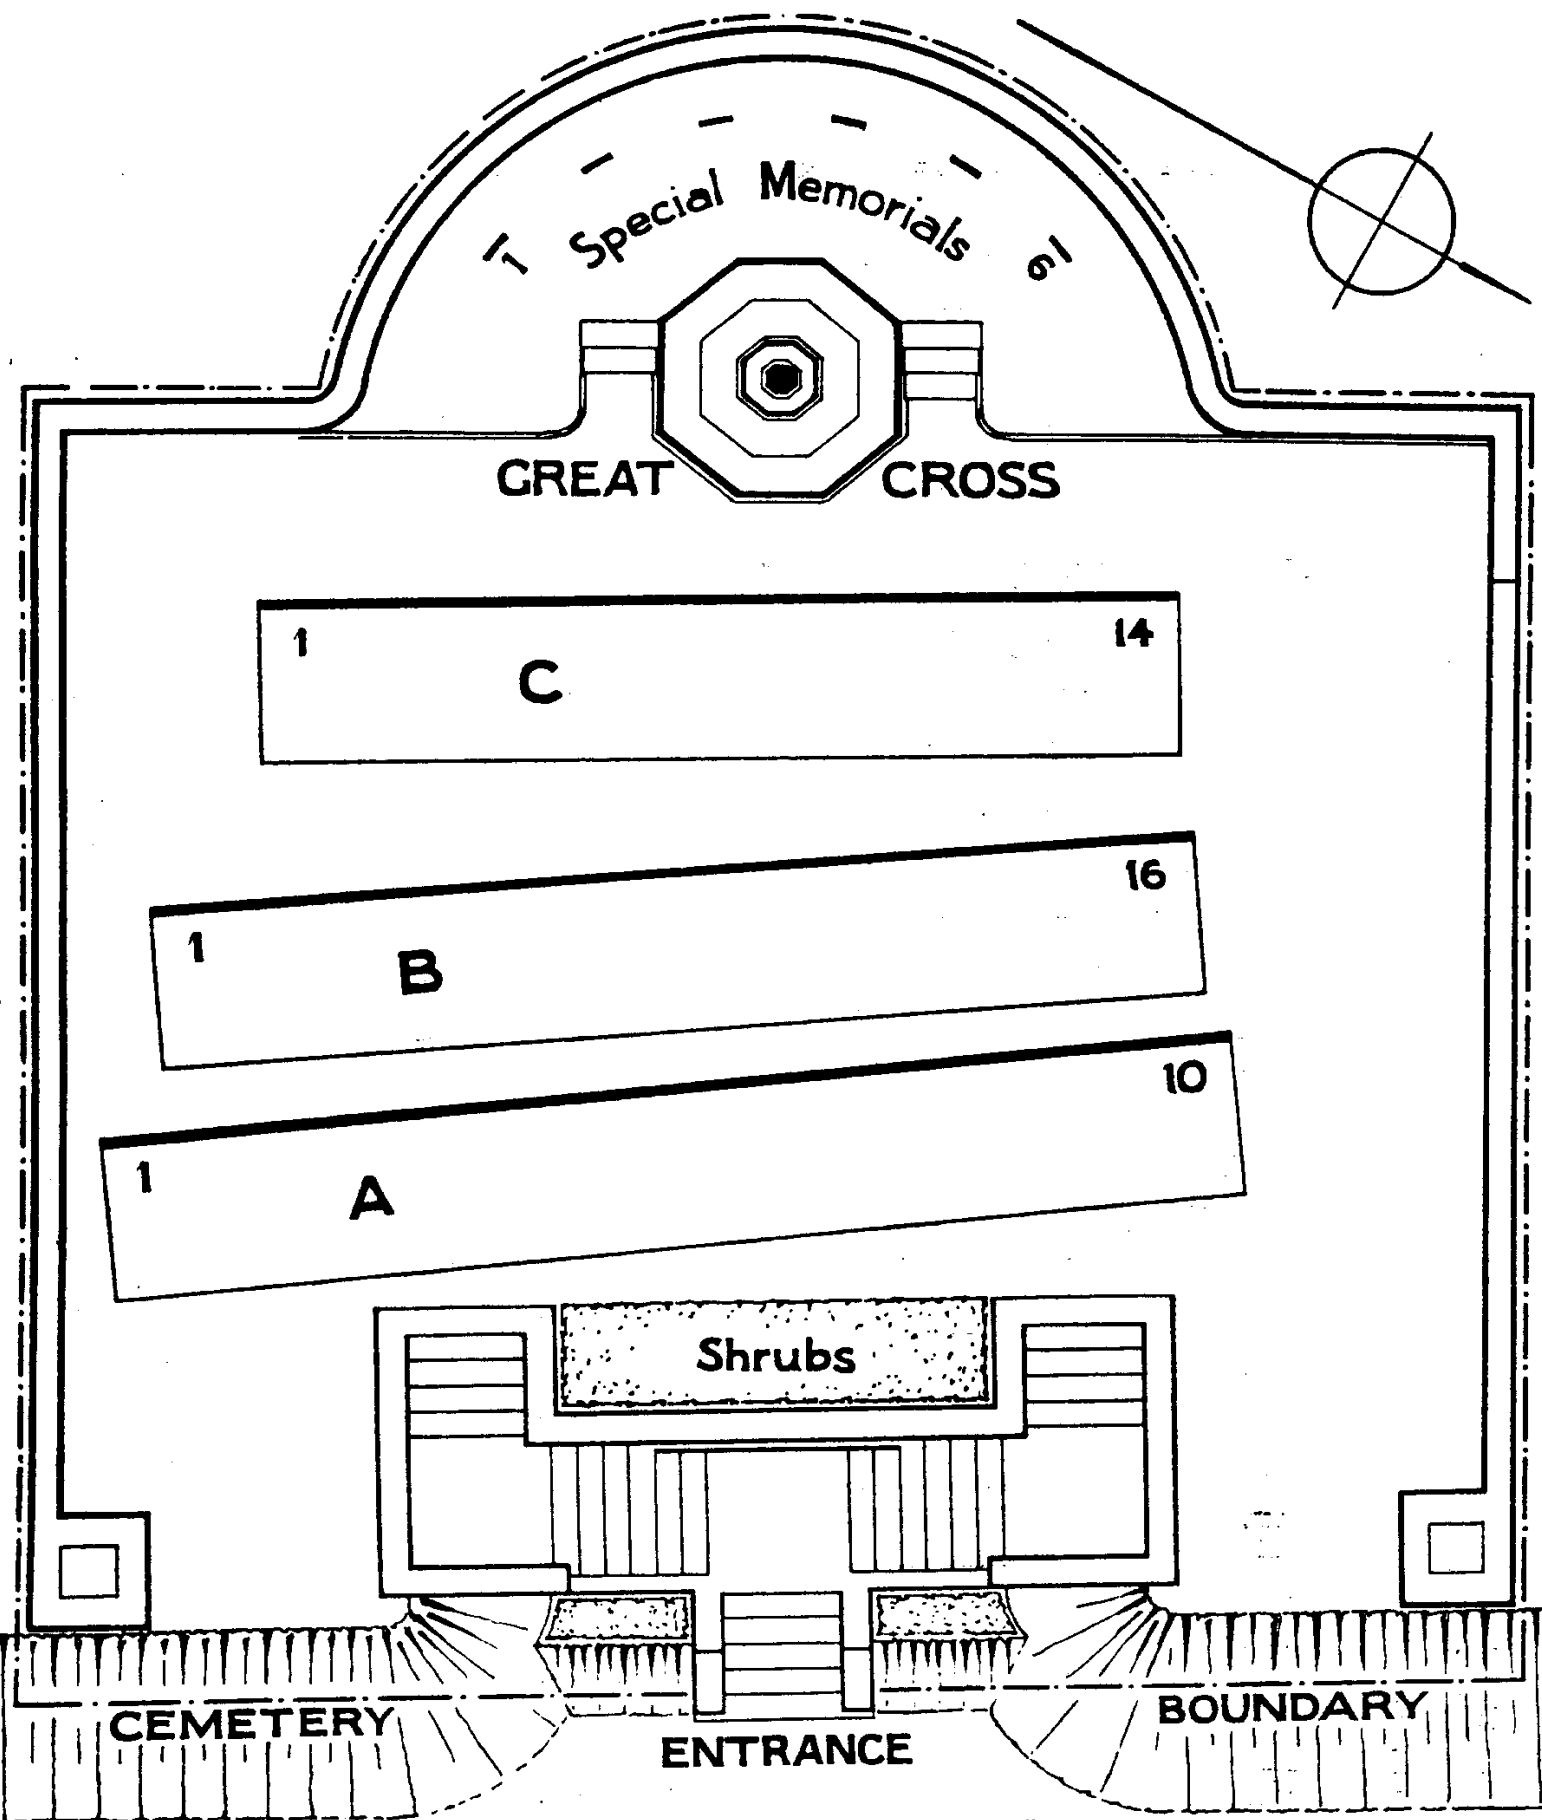 Special Memorials
1 6
GREAT CROSS
1 14
C
16
1
B
10
1
A
Shrubs
CEMETERY BOUNDARY
ENTRANCE